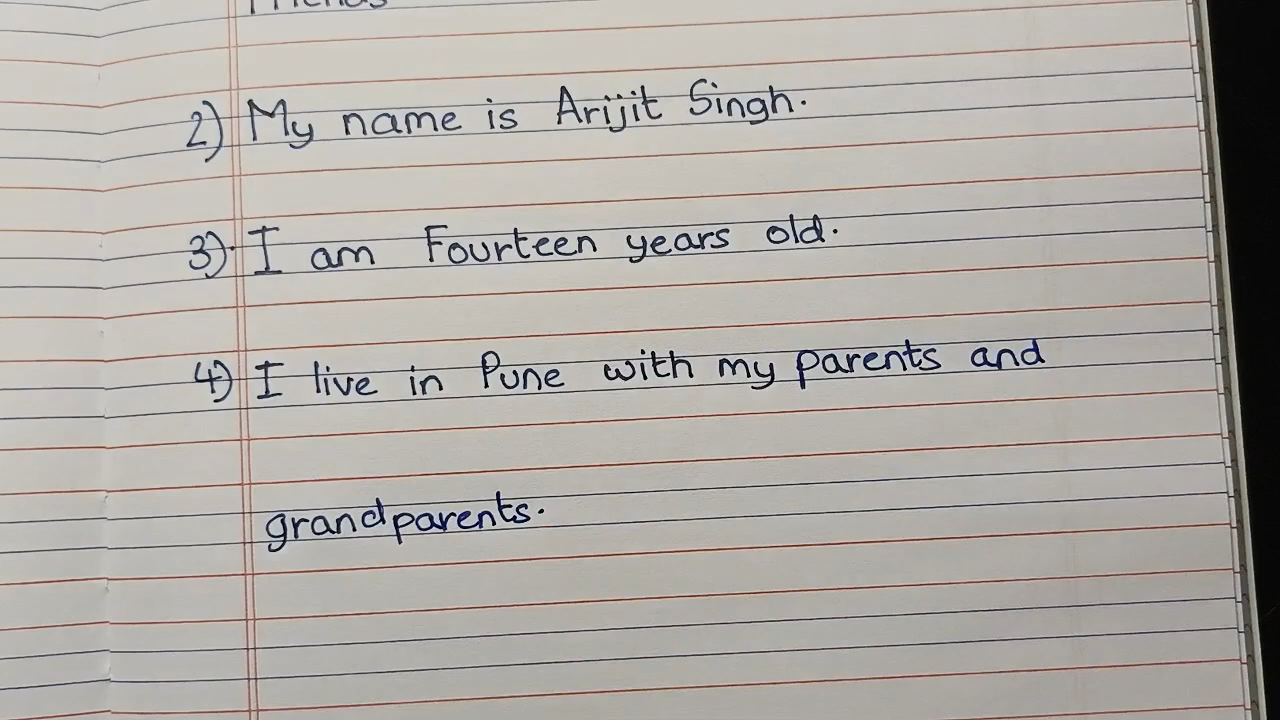 Friends
2) My name is Arijit Singh.
3). I am Fourteen years old.
4) I live in Pune with my parents and
grandparents.